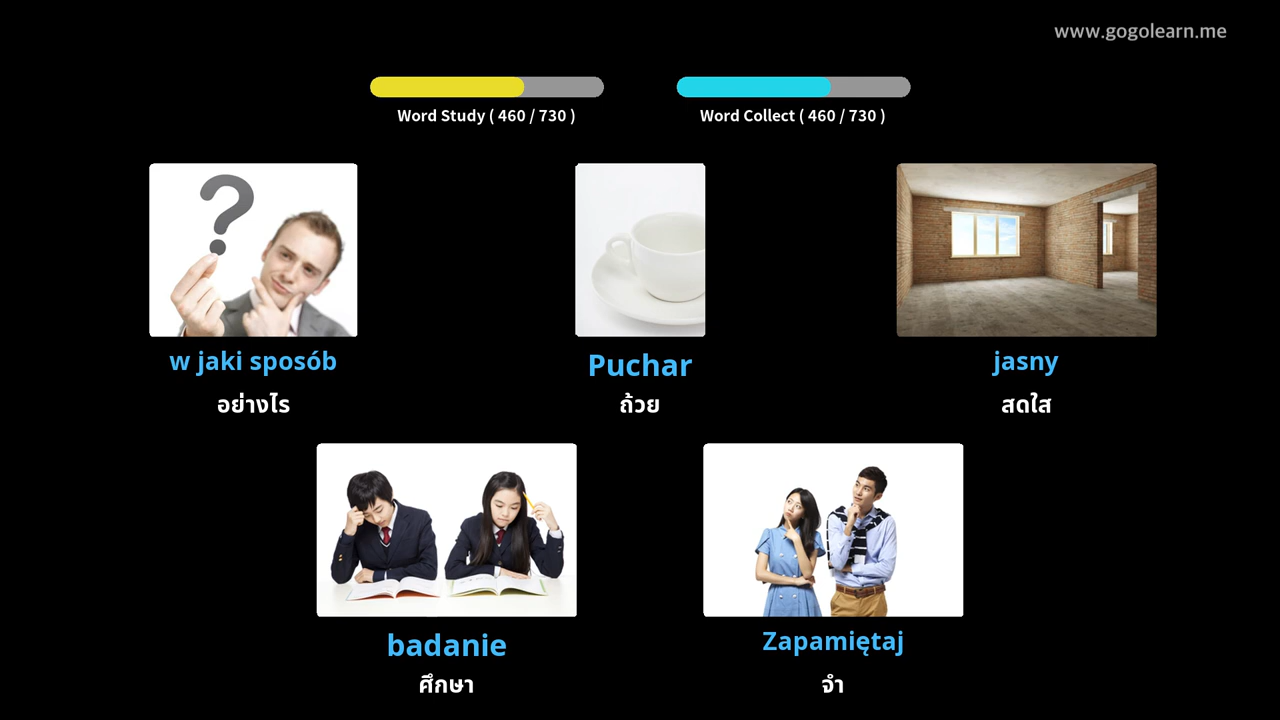 www.gogolearn.me
Word Study ( 460 / 730 )
Word Collect ( 460 / 730 )
?
w jaki sposób
Puchar
jasny
อย่างไร
ถ้วย
สดใส
badanie
Zapamiętaj
ศึกษา
จำ